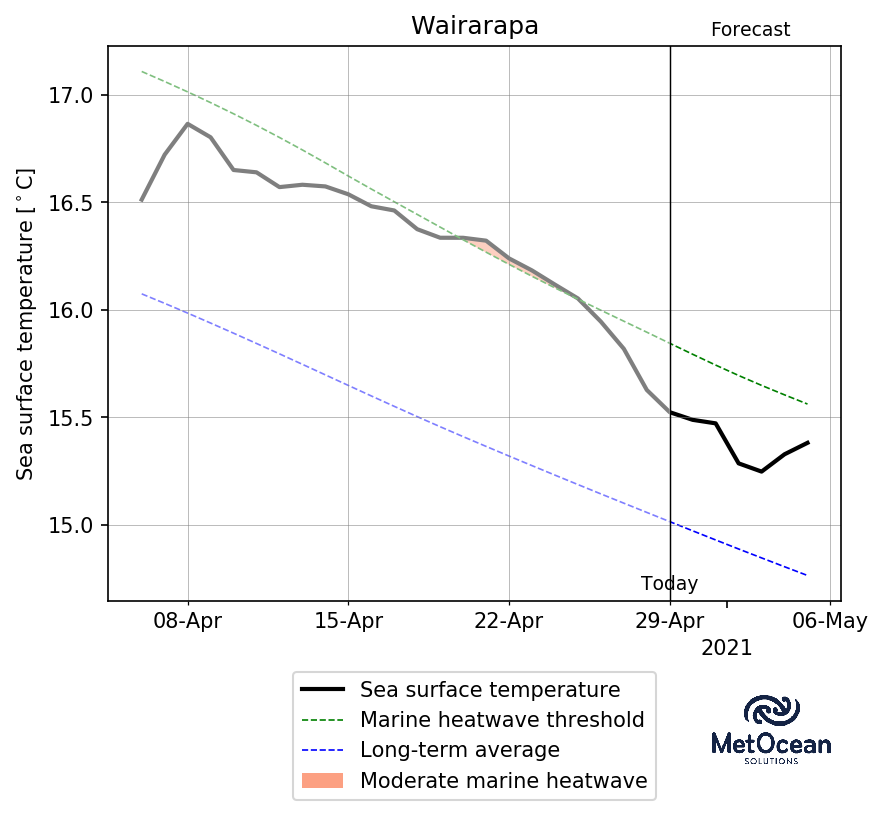 Wairarapa
Forecast
Sea surface temperature [°C]
17.0
16.5
16.0
15.5
15.0
Today
08-Apr 15-Apr 22-Apr 29-Apr 06-May
2021
Sea surface temperature
Marine heatwave threshold
Long-term average
Moderate marine heatwave
MetOcean
SOLUTIONS